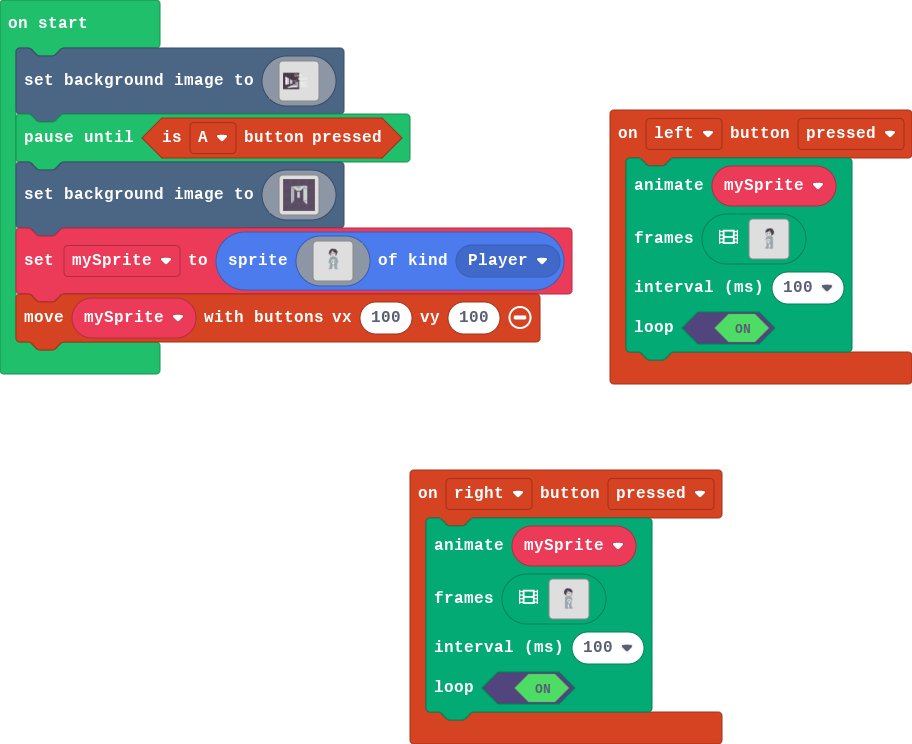 on start
set background image to
pause until is A button pressed
set background image to
set mySprite to sprite of kind Player
move mySprite with buttons vx 100 vy 100
on left button pressed
animate mySprite
frames
interval (ms) 100
loop ON
on right button pressed
animate mySprite
frames
interval (ms) 100
loop ON